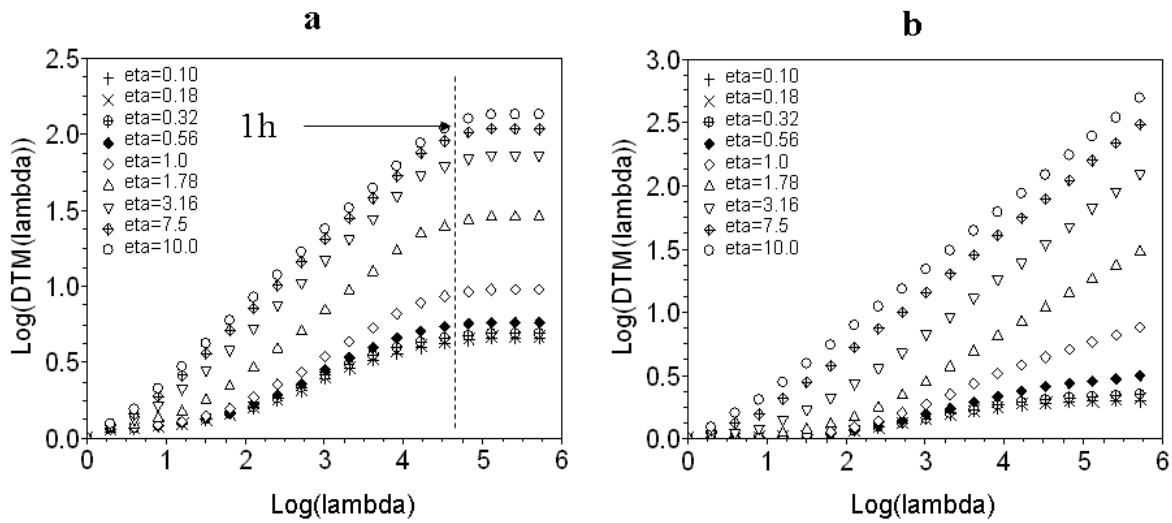 a
Log(DTM(lambda))
2.5
2.0
1.5
1.0
0.5
0.0
eta=0.10
eta=0.18
eta=0.32
eta=0.56
eta=1.0
eta=1.78
eta=3.16
eta=7.5
eta=10.0
1h
0 1 2 3 4 5 6
Log(lambda)
b
Log(DTM(lambda))
3.0
2.5
2.0
1.5
1.0
0.5
0.0
eta=0.10
eta=0.18
eta=0.32
eta=0.56
eta=1.0
eta=1.78
eta=3.16
eta=7.5
eta=10.0
0 1 2 3 4 5 6
Log(lambda)